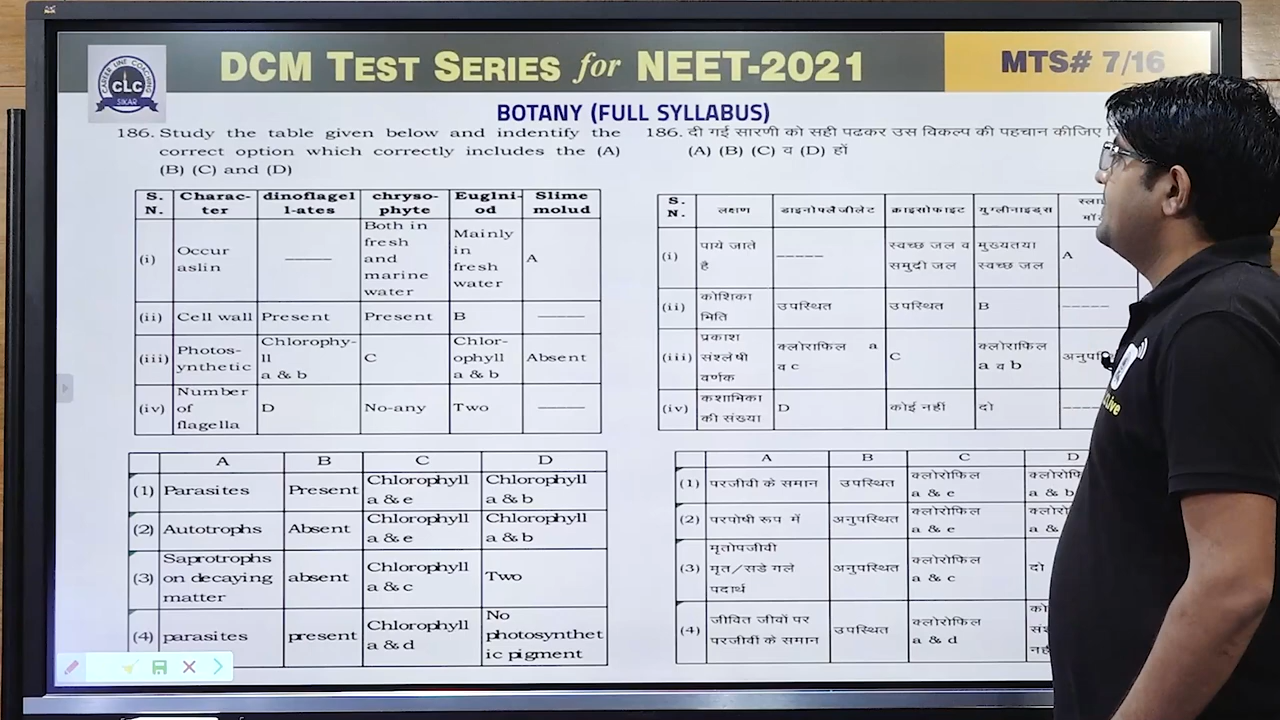 CAREER LINE COACHING
CLC
SIKAR
DCM TEST SERIES for NEET-2021
MTS# 7/16
BOTANY (FULL SYLLABUS)
186. Study the table given below and indentify the
correct option which correctly includes the (A)
(B) (C) and (D)
S. N. Charac-ter dinoflagel l-ates chryso-phyte Euglni-od Slime molud
(i) Occur aslin ——— Both in fresh and marine water Mainly in fresh water A
(ii) Cell wall Present Present B ———
(iii) Photos-ynthetic Chlorophy-ll a & b C Chlor-ophyll a & b Absent
(iv) Number of flagella D No-any Two ———
A B C D
(1) Parasites Present Chlorophyll a & e Chlorophyll a & b
(2) Autotrophs Absent Chlorophyll a & e Chlorophyll a & b
(3) Saprotrophs on decaying matter absent Chlorophyll a & c Two
(4) parasites present Chlorophyll a & d No photosynthet ic pigment
186. दी गई सारणी को सही पढकर उस विकल्प की पहचान कीजिए
(A) (B) (C) व (D) हों
S. N. लक्षण डाइनोफ्लैजीलेट क्राइसोफाइट युग्लीनाइड्स
(i) पाये जाते है ----- स्वच्छ जल व समुदी जल मुख्यतया स्वच्छ जल A
(ii) कोशिका भिति उपस्थित उपस्थित B -----
(iii) प्रकाश संश्लेषी वर्णक क्लोराफिल a व c C क्लोराफिल a व b
(iv) कशाभिका की संख्या D कोई नहीं दो ----
A B C D
(1) परजीवी के समान उपस्थित क्लोरोफिल a & e a & b
(2) परपोषी रूप में अनुपस्थित क्लोरोफिल a & e a &
(3) मृतोपजीवी मृत/सडे गले पदार्थ अनुपस्थित क्लोरोफिल a & c दो
(4) जीवित जीवों पर परजीवी के समान उपस्थित क्लोरोफिल a & d
Live